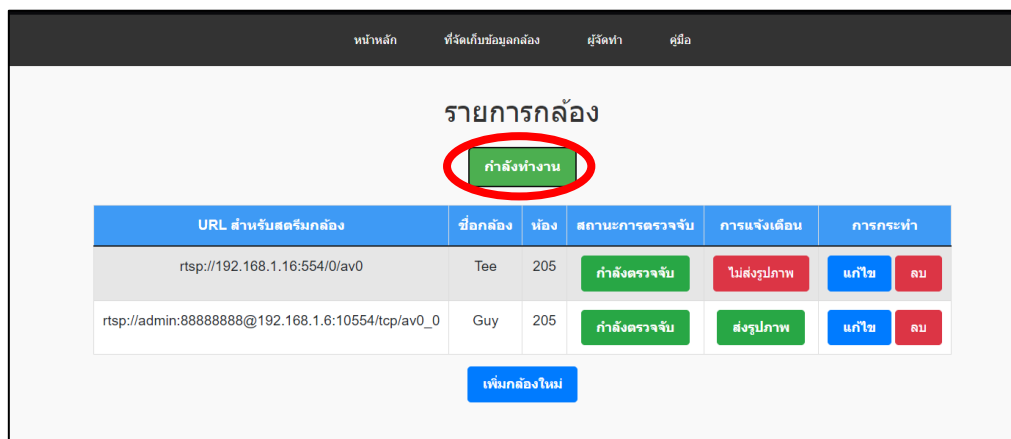 หน้าหลัก ที่จัดเก็บข้อมูลกล้อง ผู้จัดทำ คู่มือ
รายการกล้อง
กำลังทำงาน
URL สำหรับสตรีมกล้อง ชื่อกล้อง ห้อง สถานะการตรวจจับ การแจ้งเตือน การกระทำ
rtsp://192.168.1.16:554/0/av0 Tee 205 กำลังตรวจจับ ไม่ส่งรูปภาพ แก้ไข ลบ
rtsp://admin:88888888@192.168.1.6:10554/tcp/av0_0 Guy 205 กำลังตรวจจับ ส่งรูปภาพ แก้ไข ลบ
เพิ่มกล้องใหม่